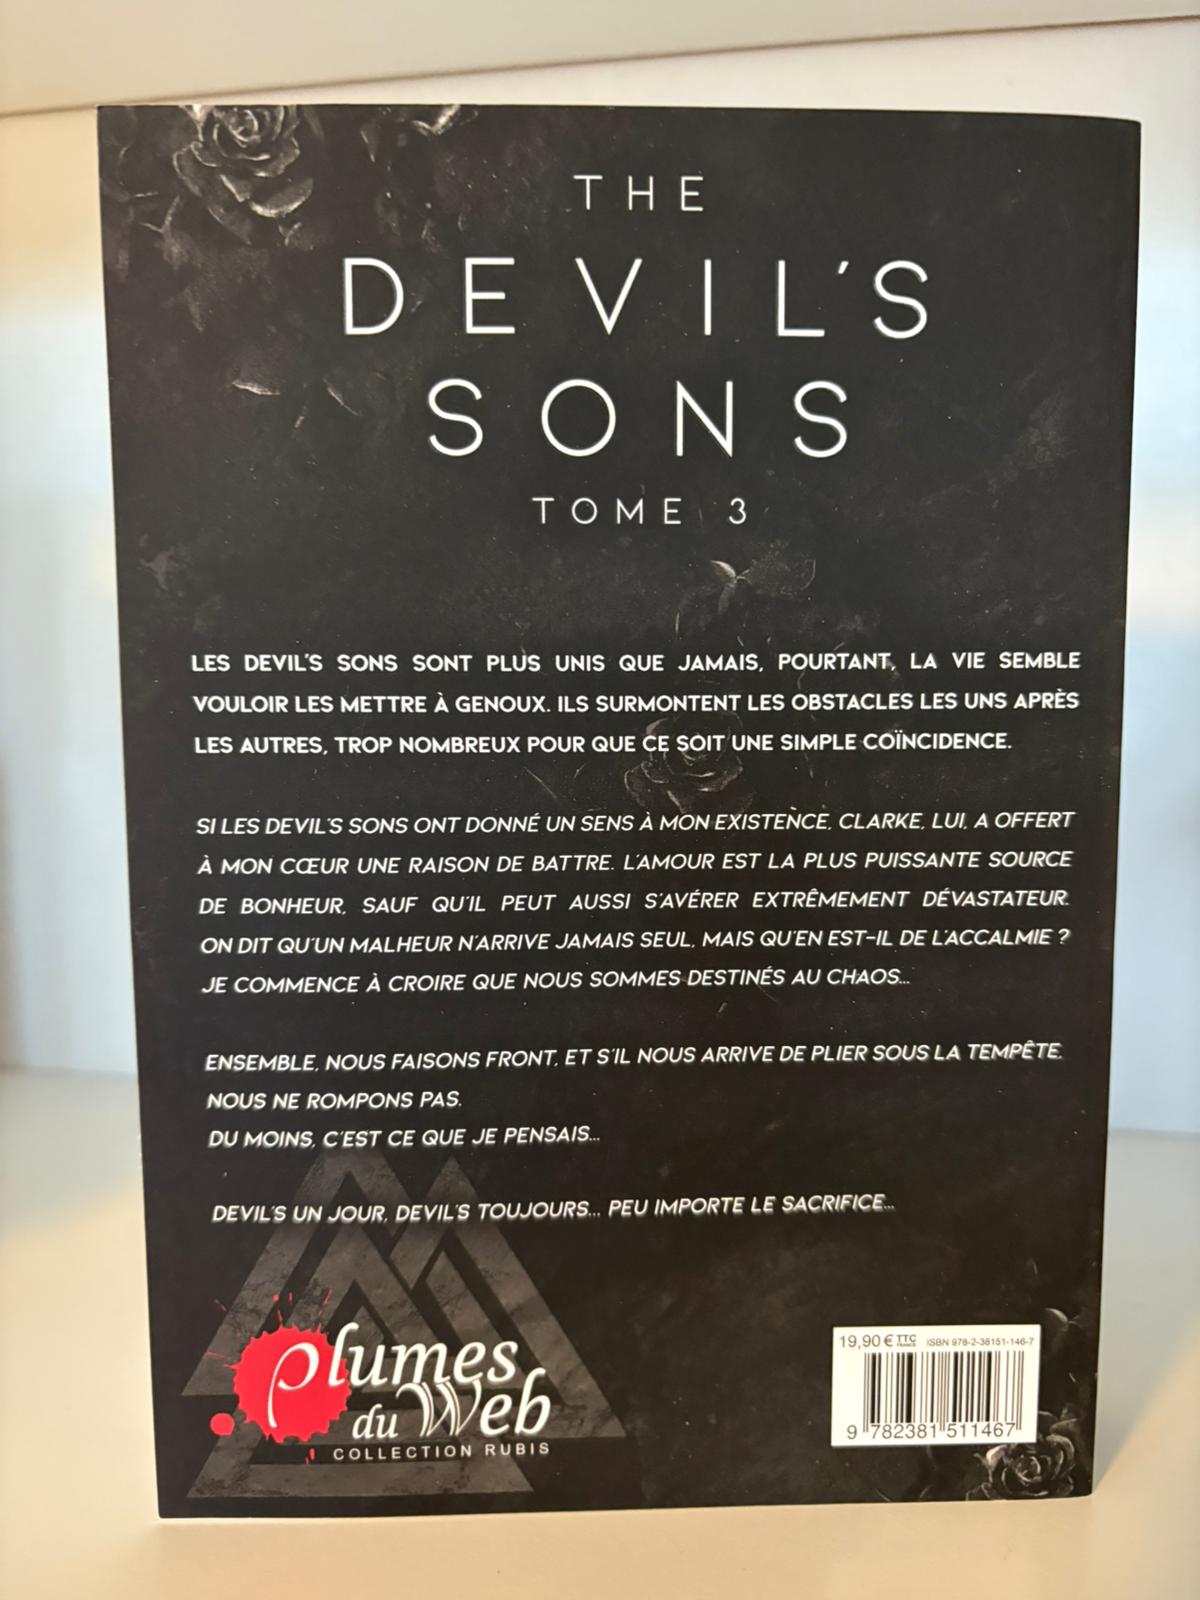 THE
DEVIL'S
SONS
TOME 3
LES DEVIL'S SONS SONT PLUS UNIS QUE JAMAIS, POURTANT, LA VIE SEMBLE
VOULOIR LES METTRE À GENOUX. ILS SURMONTENT LES OBSTACLES LES UNS APRÈS
LES AUTRES, TROP NOMBREUX POUR QUE CE SOIT UNE SIMPLE COÏNCIDENCE.
SI LES DEVIL'S SONS ONT DONNÉ UN SENS À MON EXISTENCE, CLARKE, LUI, A OFFERT
À MON CŒUR UNE RAISON DE BATTRE. L'AMOUR EST LA PLUS PUISSANTE SOURCE
DE BONHEUR, SAUF QU'IL PEUT AUSSI S'AVÉRER EXTRÊMEMENT DÉVASTATEUR.
ON DIT QU'UN MALHEUR N'ARRIVE JAMAIS SEUL, MAIS QU'EN EST-IL DE L'ACCALMIE ?
JE COMMENCE À CROIRE QUE NOUS SOMMES DESTINÉS AU CHAOS...
ENSEMBLE, NOUS FAISONS FRONT, ET S'IL NOUS ARRIVE DE PLIER SOUS LA TEMPÊTE,
NOUS NE ROMPONS PAS.
DU MOINS, C'EST CE QUE JE PENSAIS...
DEVIL'S UN JOUR, DEVIL'S TOUJOURS... PEU IMPORTE LE SACRIFICE...
plumes
du Web
COLLECTION RUBIS
19,90 € TTC FRANCE ISBN 978-2-38151-146-7
9 782381 511467